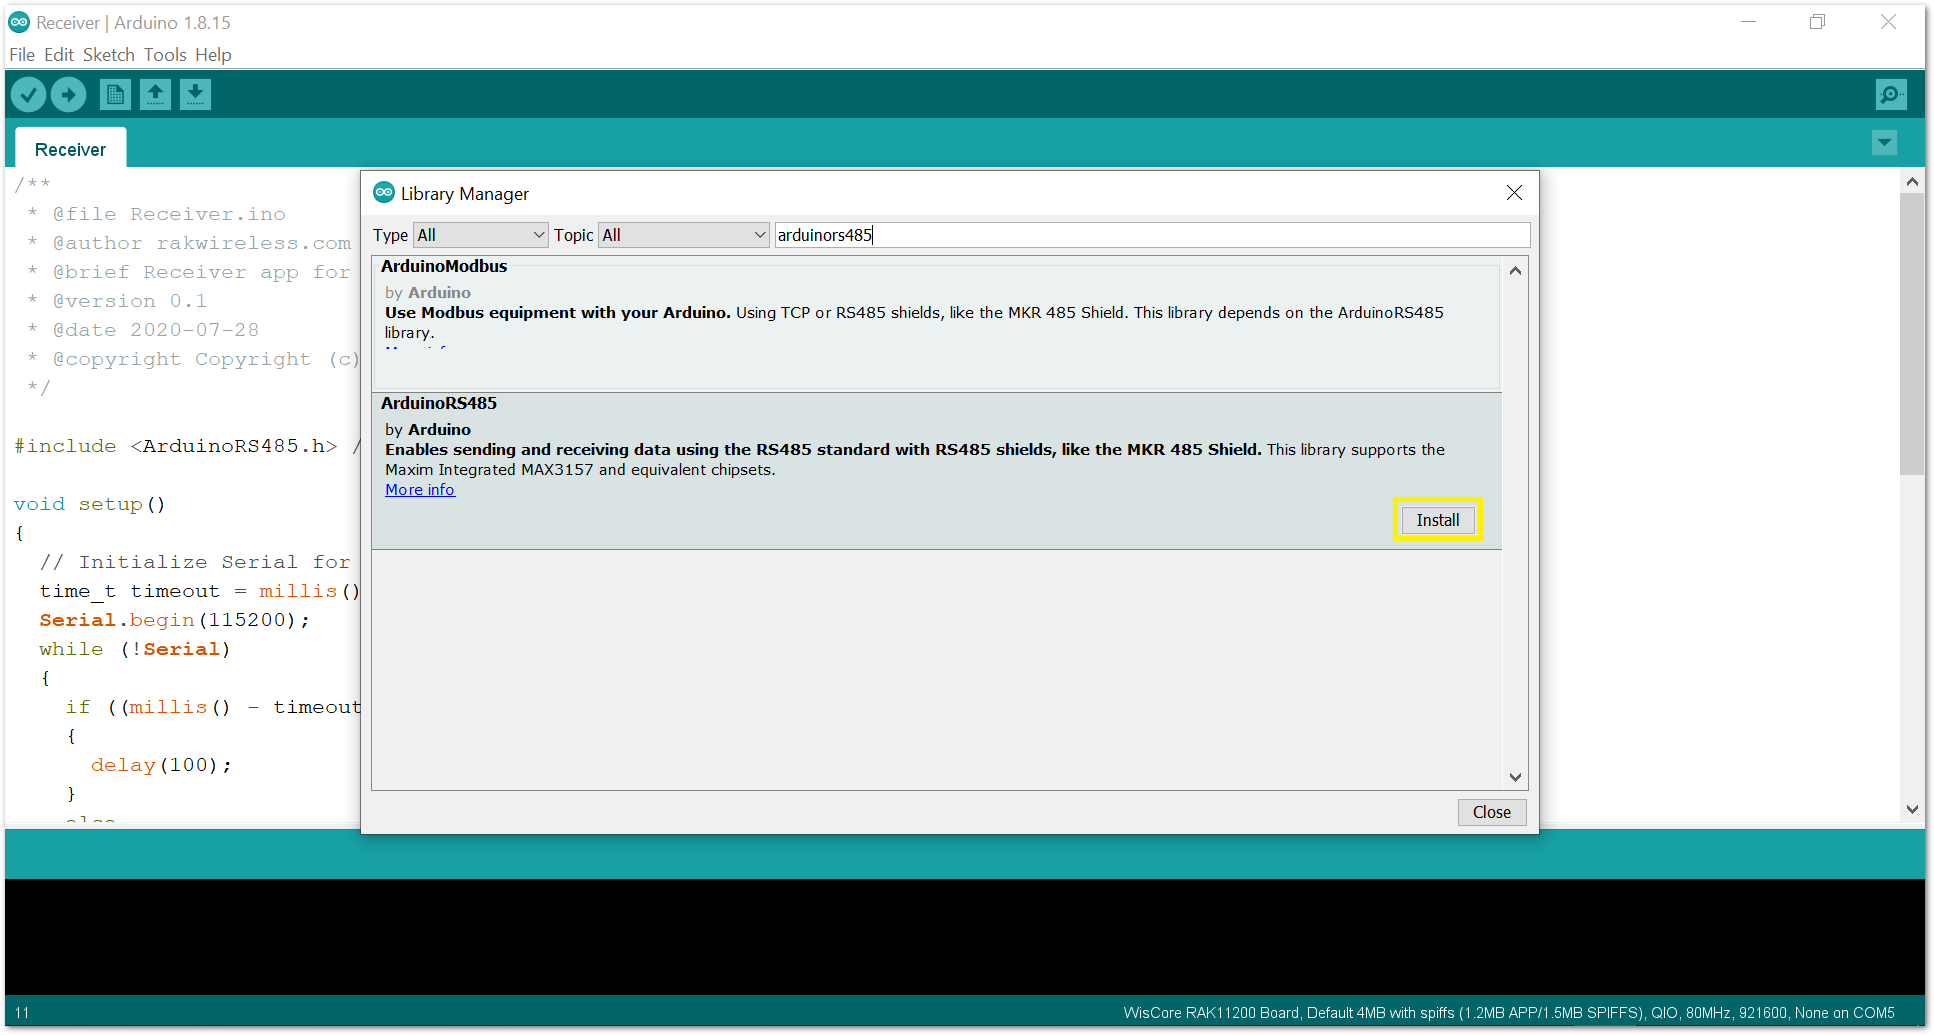 Receiver | Arduino 1.8.15
File Edit Sketch Tools Help
Receiver
/**
* @file Receiver.ino
* @author rakwireless.com
* @brief Receiver app for
* @version 0.1
* @date 2020-07-28
* @copyright Copyright (c)
*/
#include <ArduinoRS485.h> /
void setup()
{
// Initialize Serial for
time_t timeout = millis()
Serial.begin(115200);
while (!Serial)
{
if ((millis() - timeout
{
delay(100);
}
else
Library Manager
Type All Topic All arduinors485
ArduinoModbus
by Arduino
Use Modbus equipment with your Arduino. Using TCP or RS485 shields, like the MKR 485 Shield. This library depends on the ArduinoRS485
library.
ArduinoRS485
by Arduino
Enables sending and receiving data using the RS485 standard with RS485 shields, like the MKR 485 Shield. This library supports the
Maxim Integrated MAX3157 and equivalent chipsets.
More info
Install
Close
11
WisCore RAK11200 Board, Default 4MB with spiffs (1.2MB APP/1.5MB SPIFFS), QIO, 80MHz, 921600, None on COM5